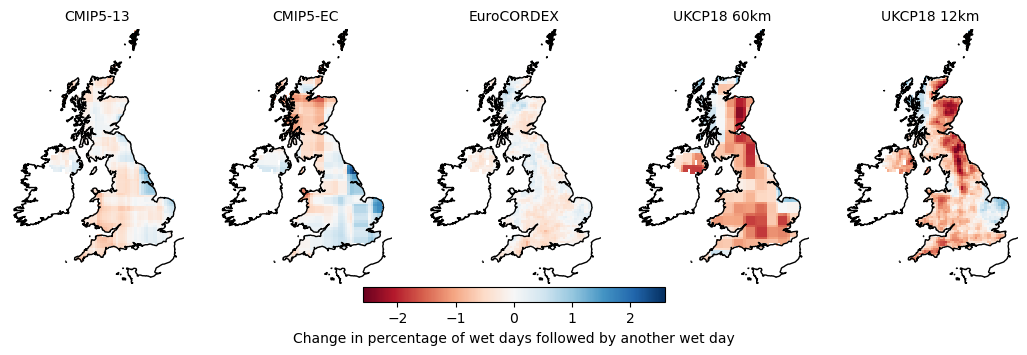 CMIP5-13 CMIP5-EC EuroCORDEX UKCP18 60km UKCP18 12km
−2 −1 0 1 2
Change in percentage of wet days followed by another wet day